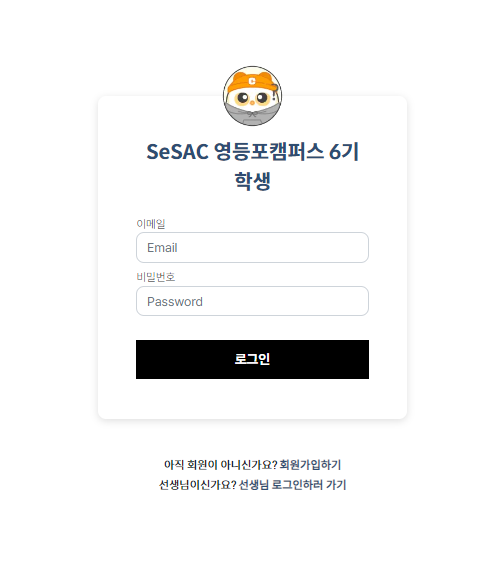 SeSAC 영등포캠퍼스 6기
학생
이메일
Email
비밀번호
Password
로그인
아직 회원이 아니신가요? 회원가입하기
선생님이신가요? 선생님 로그인하러 가기